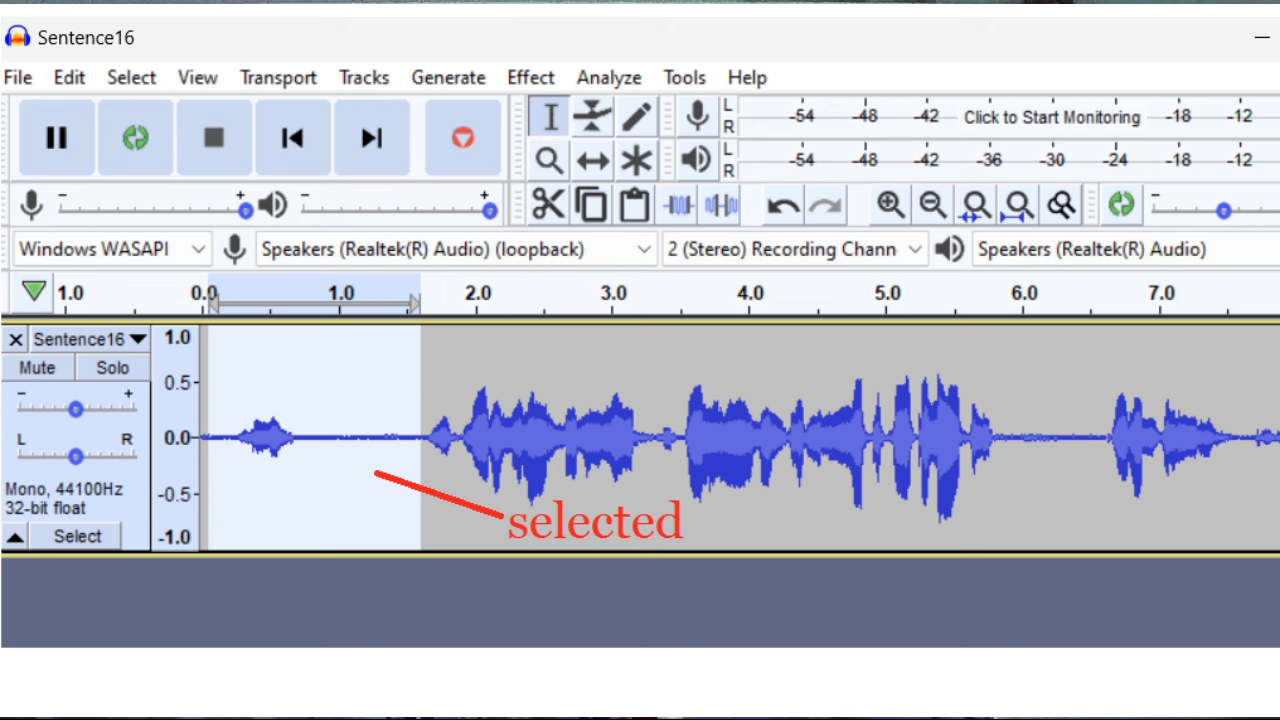 Sentence16
File Edit Select View Transport Tracks Generate Effect Analyze Tools Help
L
R
-54 -48 -42 Click to Start Monitoring -18 -12
L
R
-54 -48 -42 -36 -30 -24 -18 -12
- +
- +
-
Windows WASAPI Speakers (Realtek(R) Audio) (loopback) 2 (Stereo) Recording Chann Speakers (Realtek(R) Audio)
1.0 0.0 1.0 2.0 3.0 4.0 5.0 6.0 7.0
Sentence16
Mute Solo
- +
L R
Mono, 44100Hz
32-bit float
Select
1.0
0.5-
0.0-
-0.5-
-1.0
selected